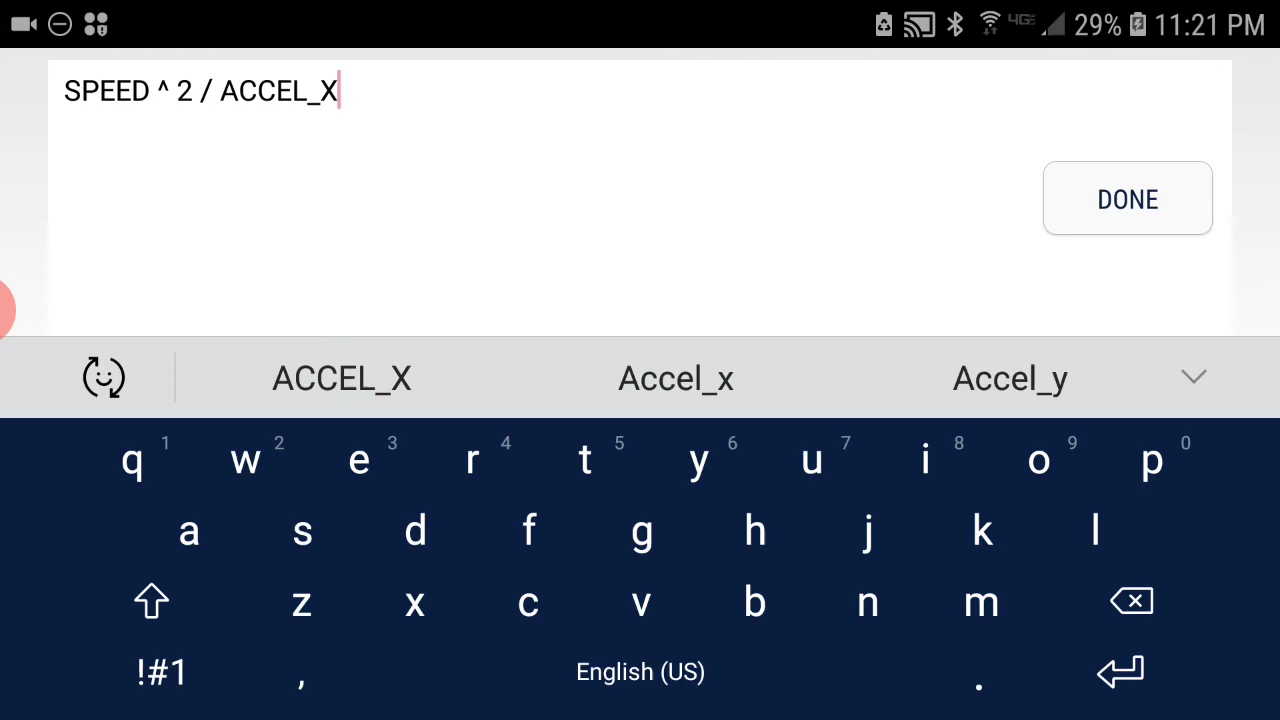 4GE 29% 11:21 PM
SPEED ^ 2 / ACCEL_X
DONE
ACCEL_X Accel_x Accel_y
q 1 w 2 e 3 r 4 t 5 y 6 u 7 i 8 o 9 p 0
a s d f g h j k l
z x c v b n m
!#1 , English (US) .